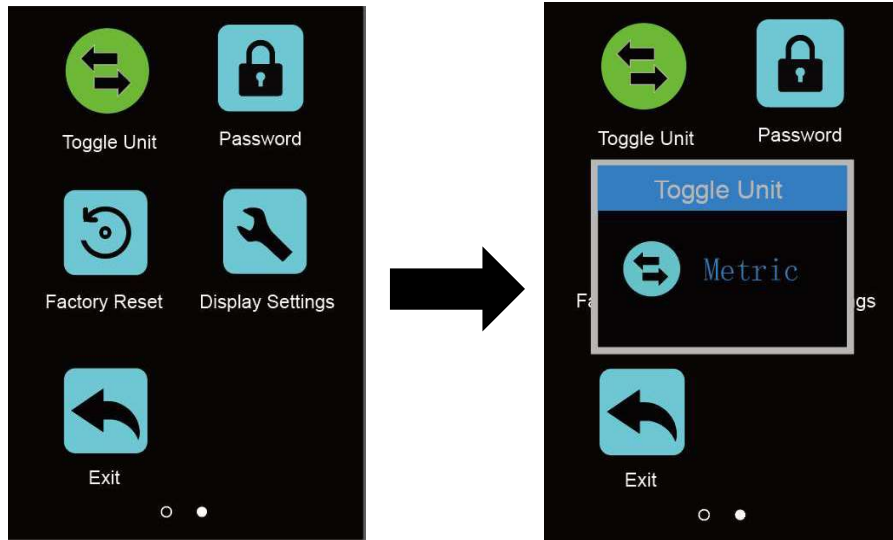 Toggle Unit
Password
Factory Reset
Display Settings
Exit
Toggle Unit
Password
Toggle Unit
Metric
Fa
gs
Exit